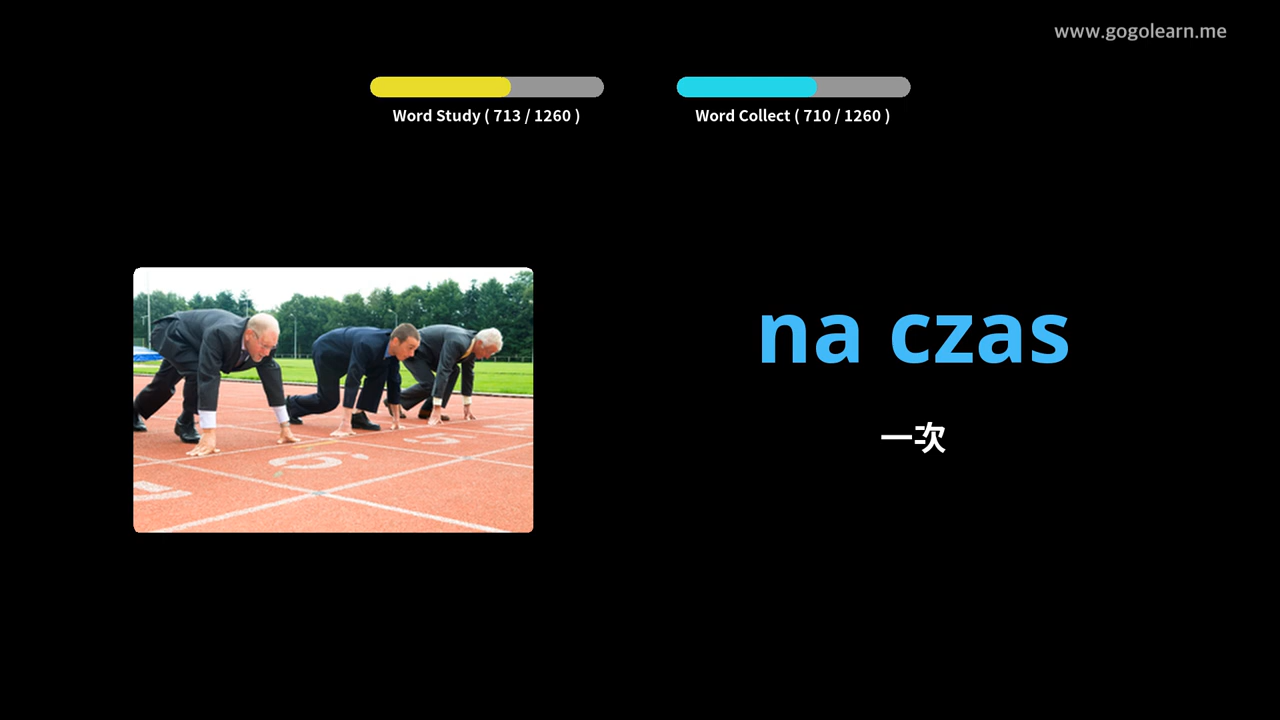 www.gogolearn.me
Word Study ( 713 / 1260 )
Word Collect ( 710 / 1260 )
na czas
一次